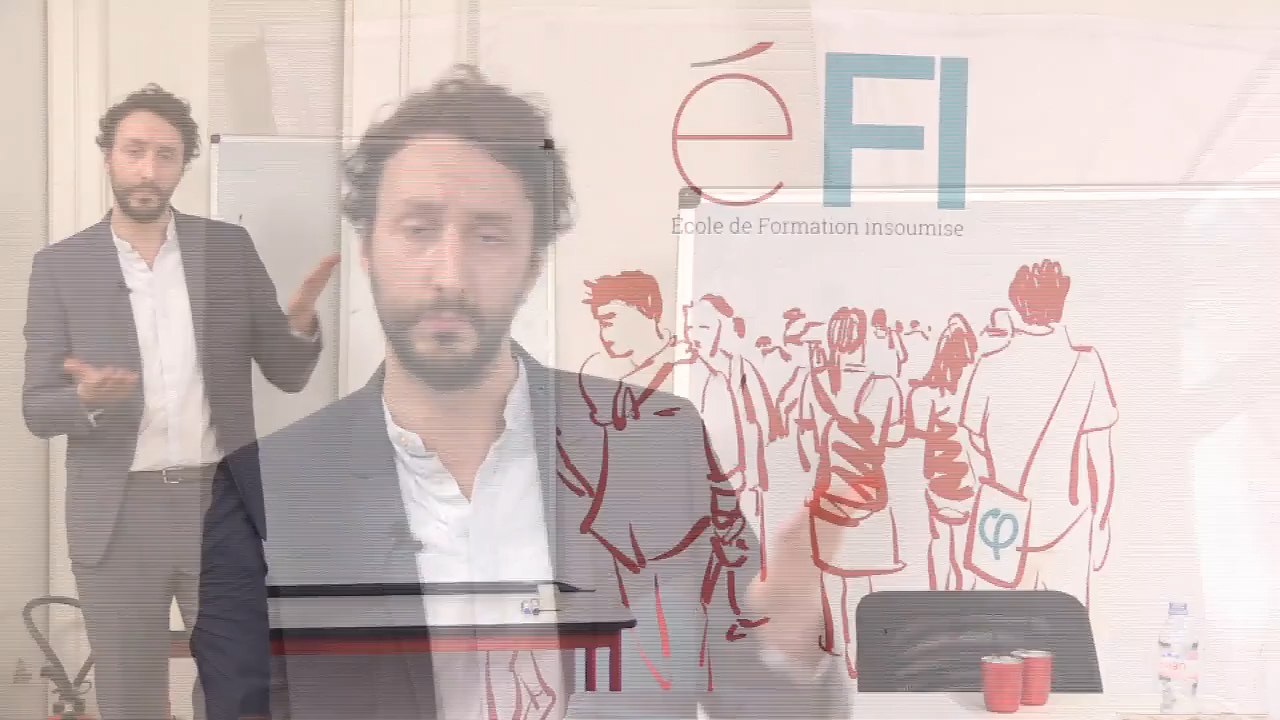 éFI
École de Formation insoumise
φ